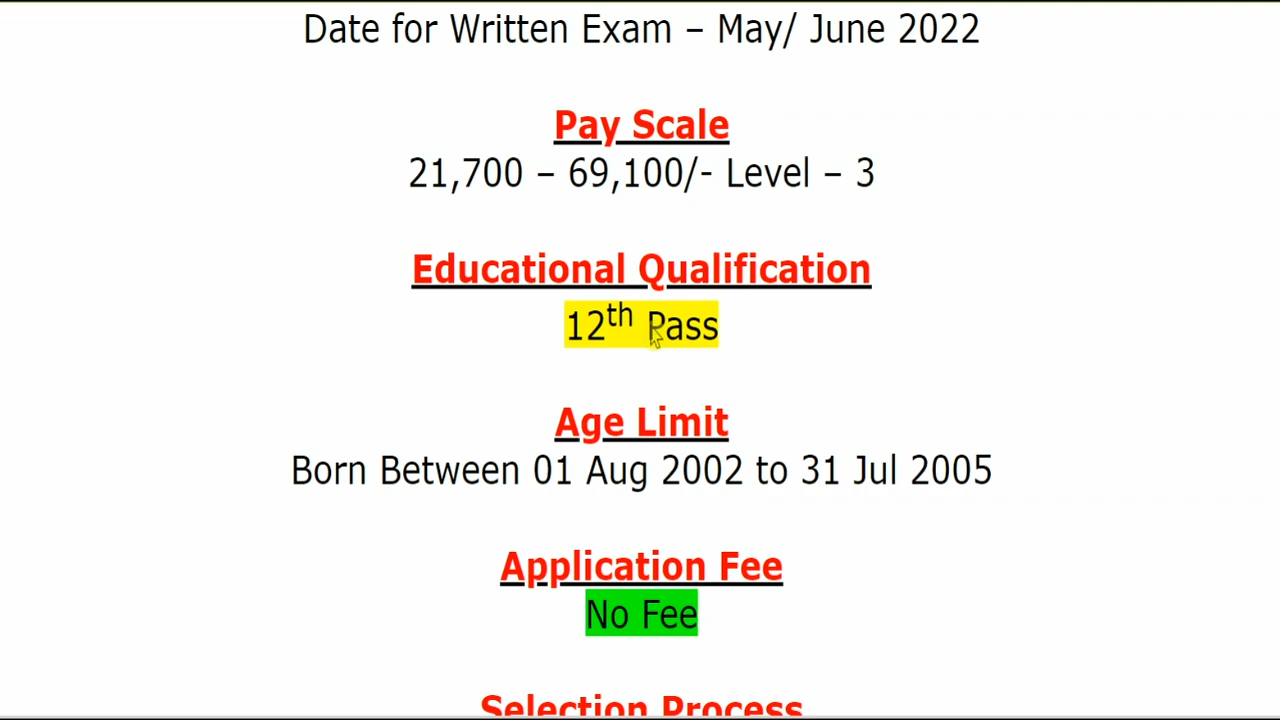 Date for Written Exam – May/ June 2022
Pay Scale
21,700 – 69,100/- Level – 3
Educational Qualification
12th Pass
Age Limit
Born Between 01 Aug 2002 to 31 Jul 2005
Application Fee
No Fee
Selection Process